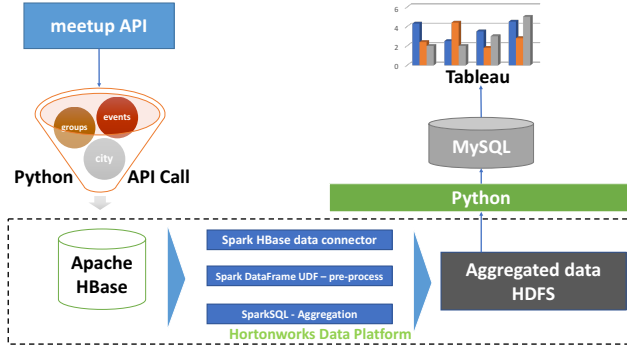 meetup API
groups
events
city
Python
API Call
Apache
HBase
Spark HBase data connector
Spark DataFrame UDF – pre-process
SparkSQL - Aggregation
Hortonworks Data Platform
Aggregated data
HDFS
Python
MySQL
Tableau
6
4
2
0